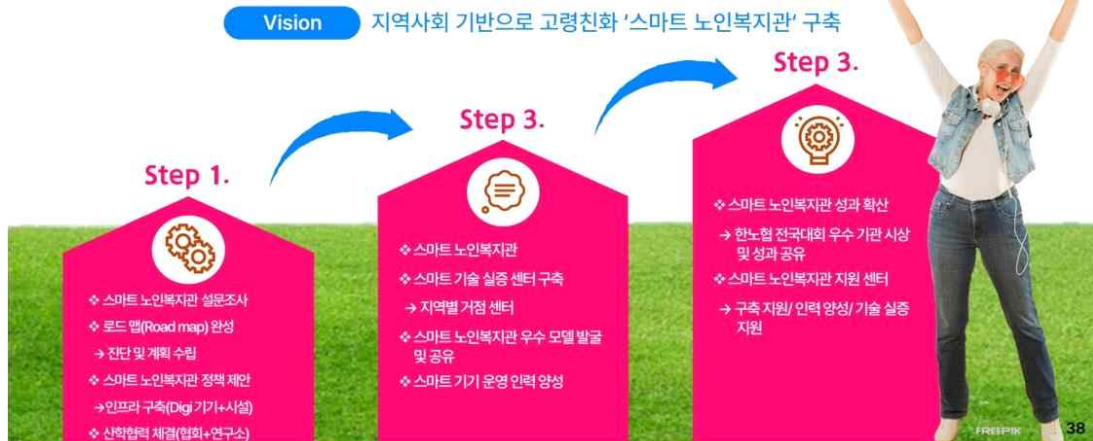 Vision
지역사회 기반으로 고령친화 ‘스마트 노인복지관‘ 구축
Step 1.
❖ 스마트 노인복지관 설문조사
❖ 로드 맵(Road map) 완성
→ 진단 및 계획 수립
❖ 스마트 노인복지관 정책 제안
→인프라 구축(Digi 기기+시설)
❖ 산학협력 체결(협회+연구소)
Step 3.
❖ 스마트 노인복지관
❖ 스마트 기술 실증 센터 구축
→ 지역별 거점 센터
❖ 스마트 노인복지관 우수 모델 발굴
및 공유
❖ 스마트 기기 운영 인력 양성
Step 3.
❖ 스마트 노인복지관 성과 확산
→ 한노협 전국대회 우수 기관 시상
및 성과 공유
❖ 스마트 노인복지관 지원 센터
→ 구축 지원/ 인력 양성/ 기술 실증
지원
FREEPIK
38